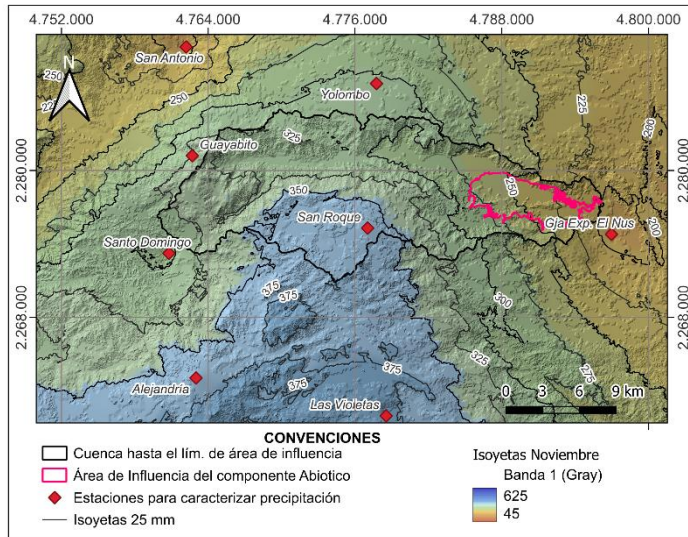 4.752.000 4.764.000 4.776.000 4.788.000 4.800.000
250
San Antonio
N
225
Yolombo
250
200
325
Guayabito
2.280.000
2.280.000
250
350
San Roque
Gja Exp. El Nus
200
Santo Domingo
375
375
300
2.268.000
2.268.000
325
275
375
375
Alejandría
Las Violetas
0 3 6 9 km
CONVENCIONES
Cuenca hasta el lím. de área de influencia
Área de Influencia del componente Abiotico
Estaciones para caracterizar precipitación
Isoyetas 25 mm
Isoyetas Noviembre
Banda 1 (Gray)
625
45